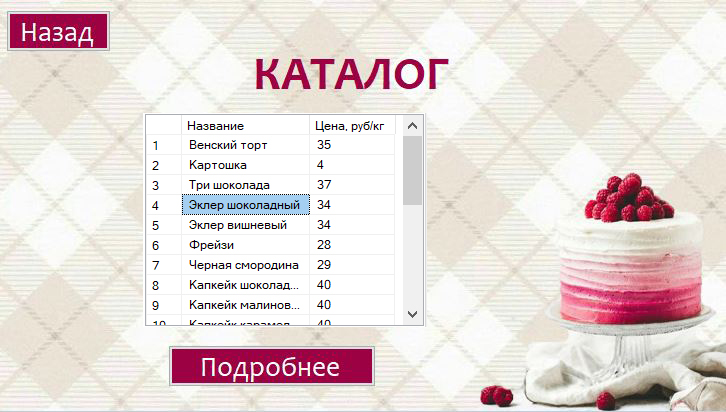 Назад
КАТАЛОГ
Название Цена, руб/кг
1 Венский торт 35
2 Картошка 4
3 Три шоколада 37
4 Эклер шоколадный 34
5 Эклер вишневый 34
6 Фрейзи 28
7 Черная смородина 29
8 Капкейк шоколад... 40
9 Капкейк малинов... 40
10 Капкейк карамел... 40
Подробнее